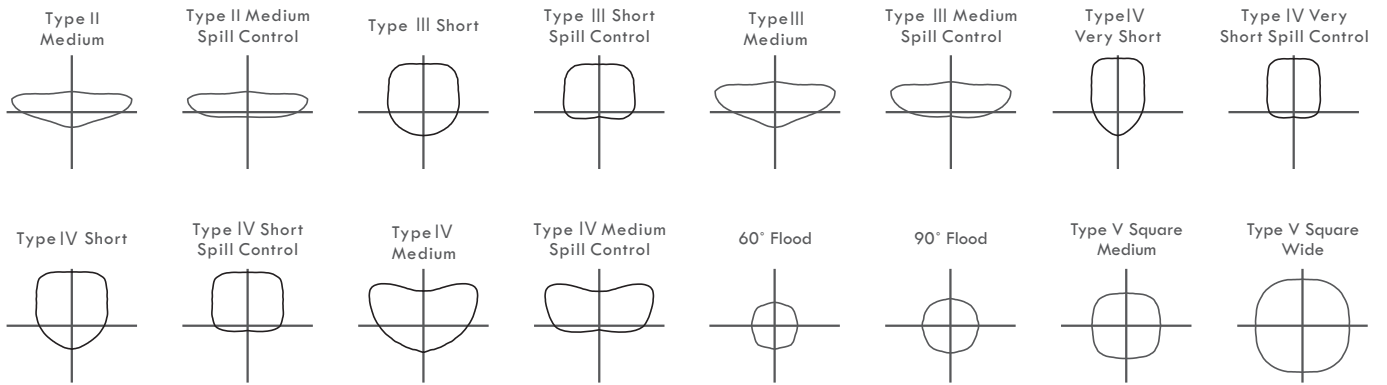 Type II
Medium
Type II Medium
Spill Control
Type III Short
Type III Short
Spill Control
Type III
Medium
Type III Medium
Spill Control
Type IV
Very Short
Type IV Very
Short Spill Control
Type IV Short
Type IV Short
Spill Control
Type IV
Medium
Type IV Medium
Spill Control
60° Flood
90° Flood
Type V Square
Medium
Type V Square
Wide